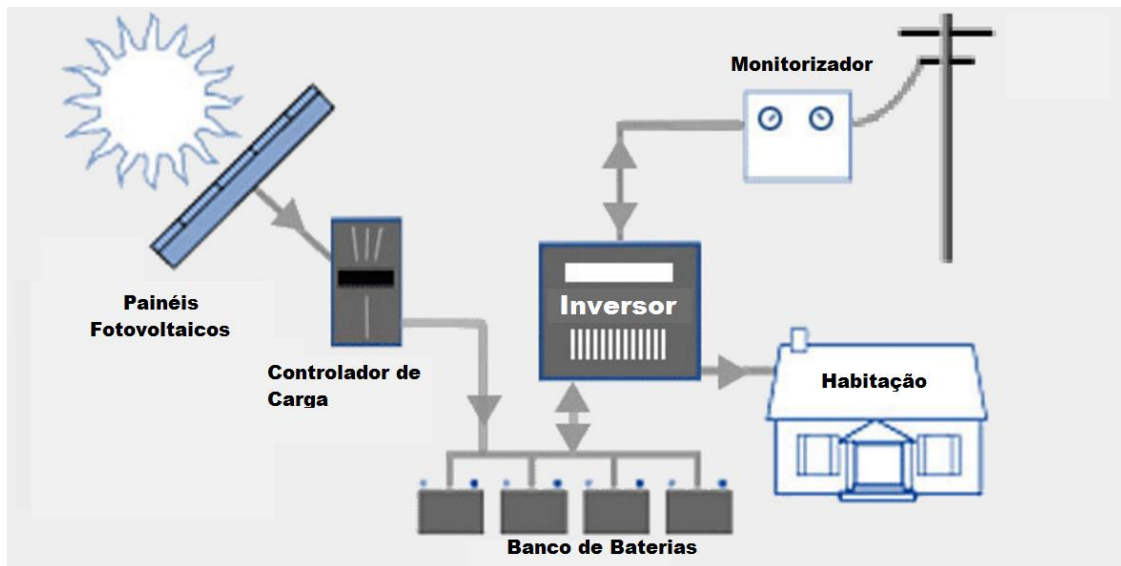 Monitorizador
Inversor
Painéis
Fotovoltaicos
Controlador de
Carga
Habitação
Banco de Baterias